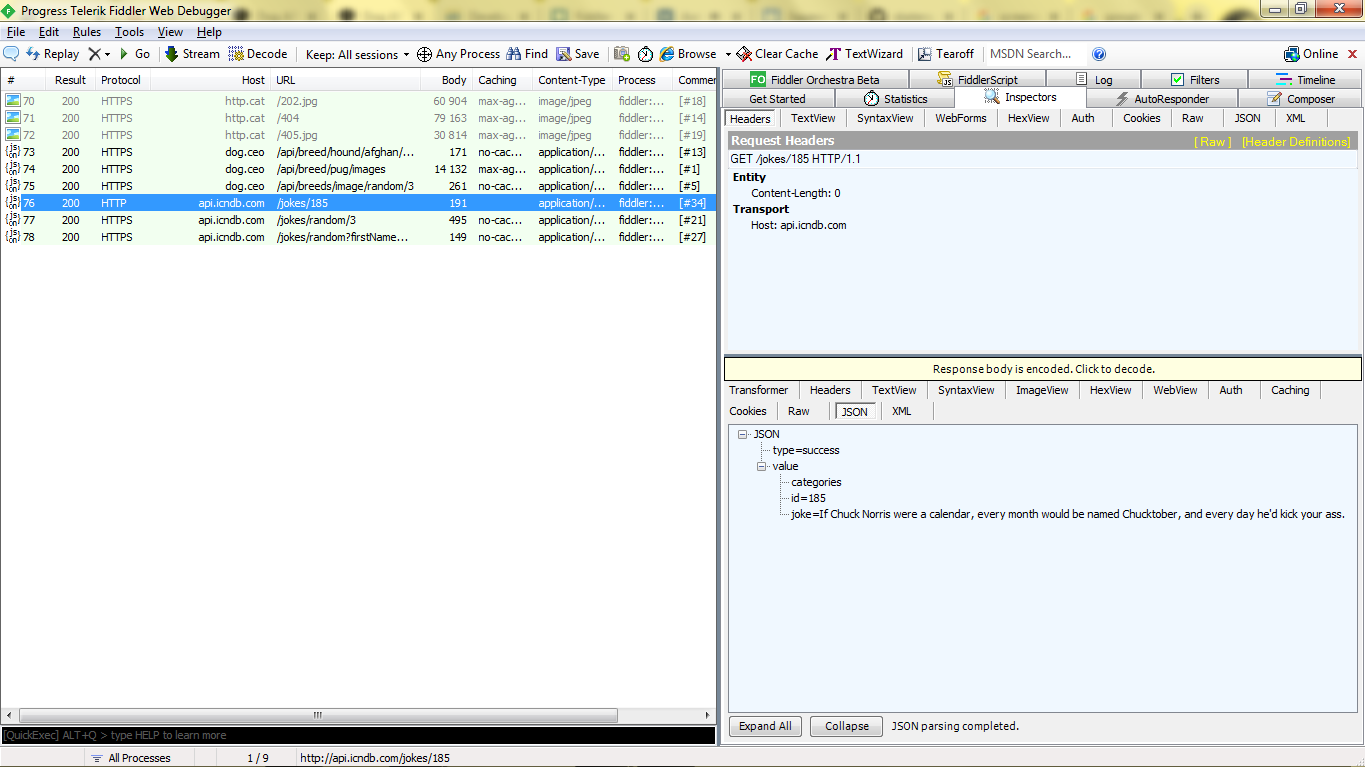 Progress Telerik Fiddler Web Debugger
File Edit Rules Tools View Help
Replay Go Stream Decode Keep: All sessions Any Process Find Save Browse Clear Cache TextWizard Tearoff MSDN Search... Online
# Result Protocol Host URL Body Caching Content-Type Process Commer
70 200 HTTPS http.cat /202.jpg 60 904 max-ag... image/jpeg fiddler:... [#18]
71 200 HTTPS http.cat /404 79 163 max-ag... image/jpeg fiddler:... [#14]
72 200 HTTPS http.cat /405.jpg 30 814 max-ag... image/jpeg fiddler:... [#19]
73 200 HTTPS dog.ceo /api/breed/hound/afghan/... 171 no-cac... application/... fiddler:... [#13]
74 200 HTTPS dog.ceo /api/breed/pug/images 14 132 max-ag... application/... fiddler:... [#1]
75 200 HTTPS dog.ceo /api/breeds/image/random/3 261 no-cac... application/... fiddler:... [#5]
76 200 HTTP api.icndb.com /jokes/185 191 application/... fiddler:... [#34]
77 200 HTTPS api.icndb.com /jokes/random/3 495 no-cac... application/... fiddler:... [#21]
78 200 HTTPS api.icndb.com /jokes/random?firstName... 149 no-cac... application/... fiddler:... [#27]
FO Fiddler Orchestra Beta FiddlerScript Log Filters Timeline
Get Started Statistics Inspectors AutoResponder Composer
Headers TextView SyntaxView WebForms HexView Auth Cookies Raw JSON XML
Request Headers [ Raw ] [Header Definitions]
GET /jokes/185 HTTP/1.1
Entity
Content-Length: 0
Transport
Host: api.icndb.com
Response body is encoded. Click to decode.
Transformer Headers TextView SyntaxView ImageView HexView WebView Auth Caching
Cookies Raw JSON XML
JSON
type=success
value
categories
id=185
joke=If Chuck Norris were a calendar, every month would be named Chucktober, and every day he'd kick your ass.
Expand All Collapse JSON parsing completed.
[QuickExec] ALT+Q > type HELP to learn more
All Processes 1 / 9 http://api.icndb.com/jokes/185